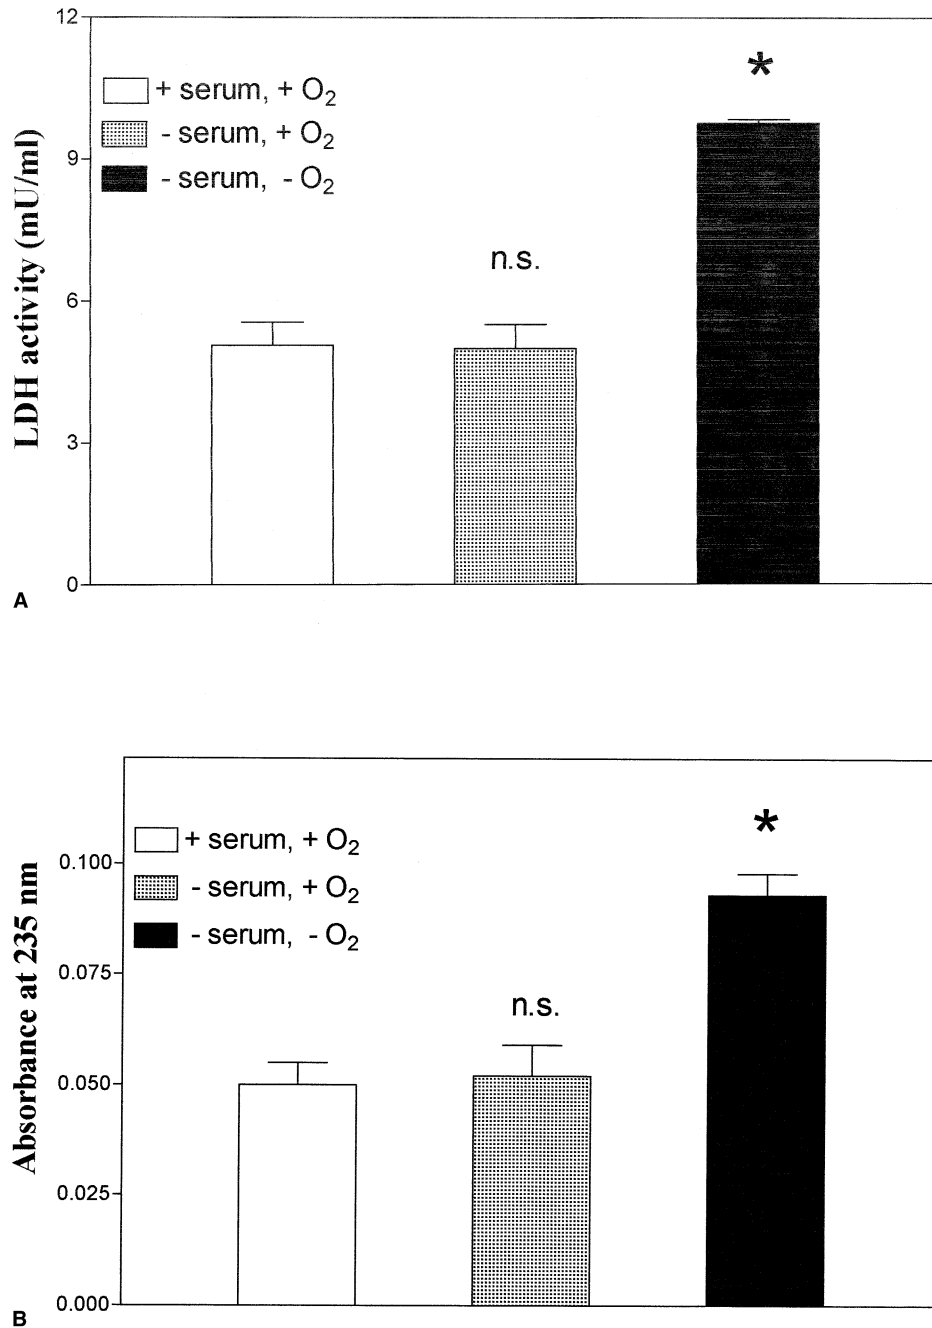 12
*
+ serum, + O₂
- serum, + O₂
9
- serum, - O₂
LDH activity (mU/ml)
n.s.
6
3
0
A
*
+ serum, + O₂
0.100
- serum, + O₂
- serum, - O₂
0.075
Absorbance at 235 nm
n.s.
0.050
0.025
0.000
B